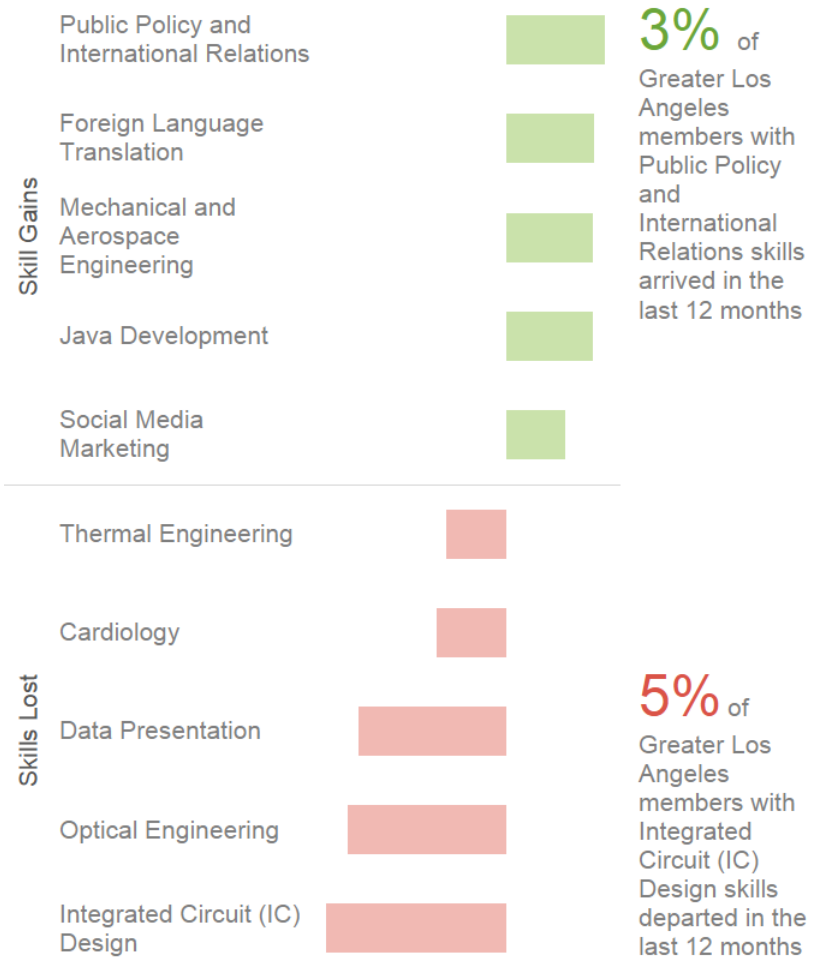 Skill Gains
Public Policy and
International Relations
Foreign Language
Translation
Mechanical and
Aerospace
Engineering
Java Development
Social Media
Marketing
3% of
Greater Los
Angeles
members with
Public Policy
and
International
Relations skills
arrived in the
last 12 months
Skills Lost
Thermal Engineering
Cardiology
Data Presentation
Optical Engineering
Integrated Circuit (IC)
Design
5% of
Greater Los
Angeles
members with
Integrated
Circuit (IC)
Design skills
departed in the
last 12 months